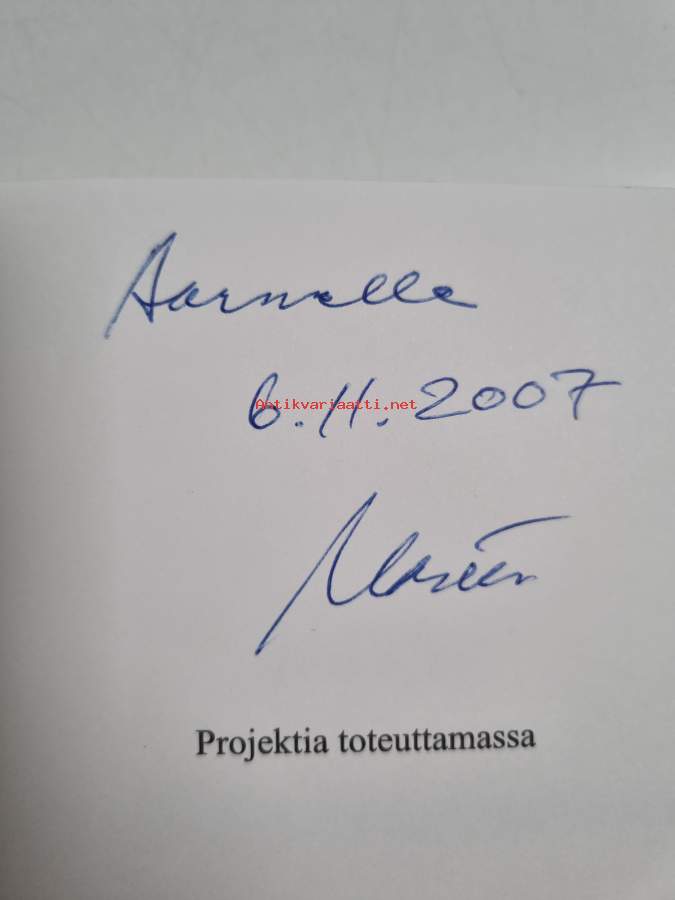 Aarnelle
6.11.2007
Antikvariaatti.net
Projektia toteuttamassa